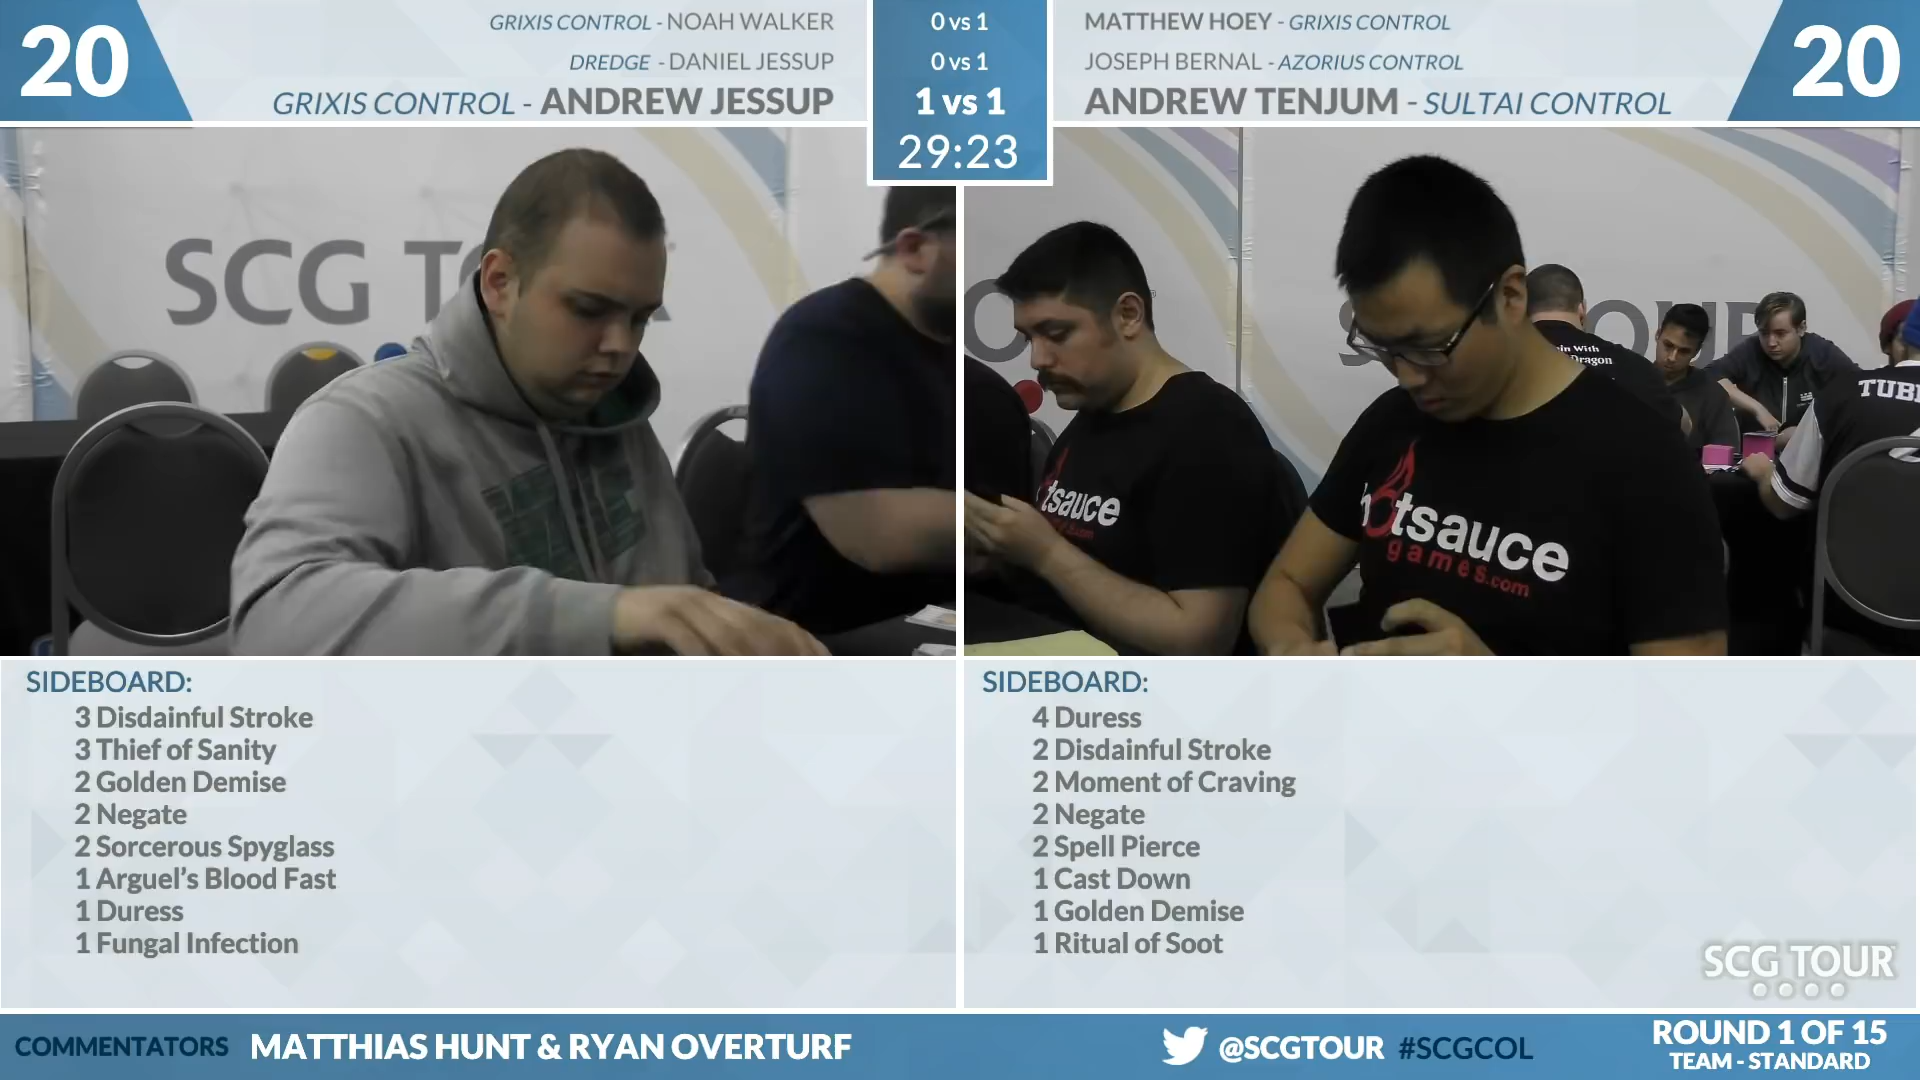 20
GRIXIS CONTROL - NOAH WALKER
DREDGE - DANIEL JESSUP
GRIXIS CONTROL - ANDREW JESSUP
0 vs 1
0 vs 1
1 vs 1
29:23
MATTHEW HOEY - GRIXIS CONTROL
JOSEPH BERNAL - AZORIUS CONTROL
ANDREW TENJUM - SULTAI CONTROL
20
SCG
tsauce
hotsauce
games.com
in With
Dragon
SIDEBOARD:
3 Disdainful Stroke
3 Thief of Sanity
2 Golden Demise
2 Negate
2 Sorcerous Spyglass
1 Arguel's Blood Fast
1 Duress
1 Fungal Infection
SIDEBOARD:
4 Duress
2 Disdainful Stroke
2 Moment of Craving
2 Negate
2 Spell Pierce
1 Cast Down
1 Golden Demise
1 Ritual of Soot
SCG TOUR
COMMENTATORS MATTHIAS HUNT & RYAN OVERTURF
@SCGTOUR #SCGCOL
ROUND 1 OF 15
TEAM - STANDARD